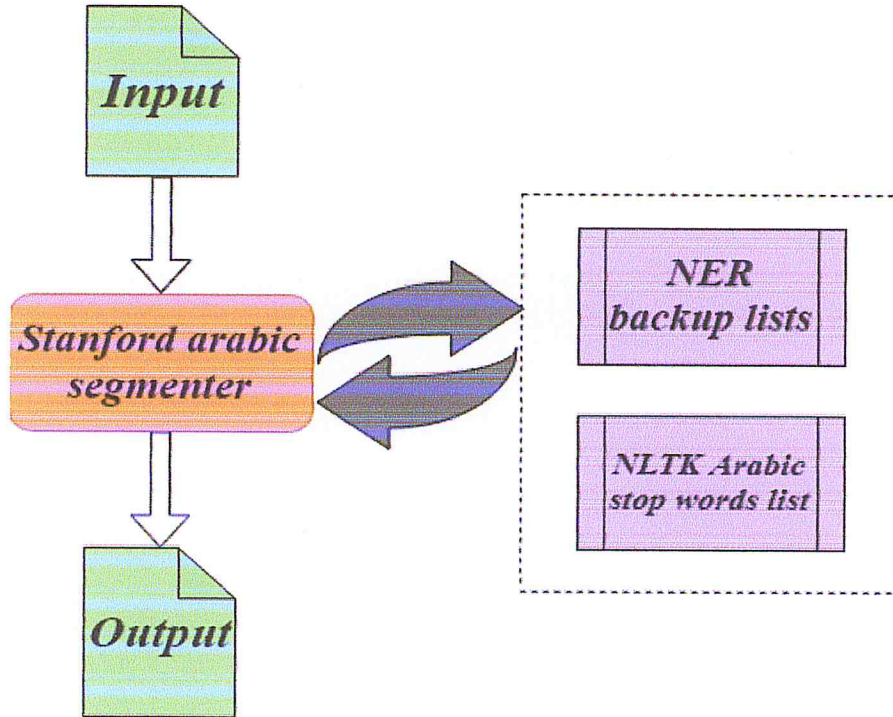 Input
Stanford arabic
segmenter
NER
backup lists
NLTK Arabic
stop words list
Output